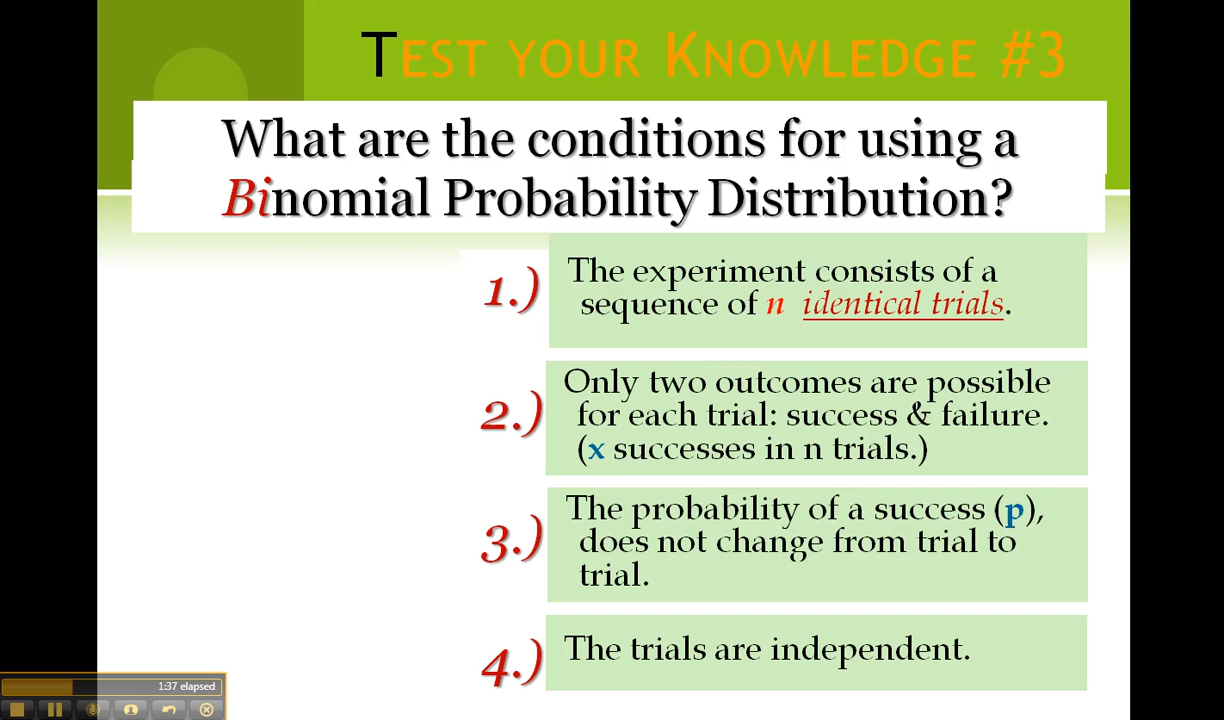 TEST YOUR KNOWLEDGE #3
What are the conditions for using a
Binomial Probability Distribution?
1.)
The experiment consists of a
sequence of n identical trials.
2.)
Only two outcomes are possible
for each trial: success & failure.
(x successes in n trials.)
3.)
The probability of a success (p),
does not change from trial to
trial.
4.)
The trials are independent.
1:37 elapsed